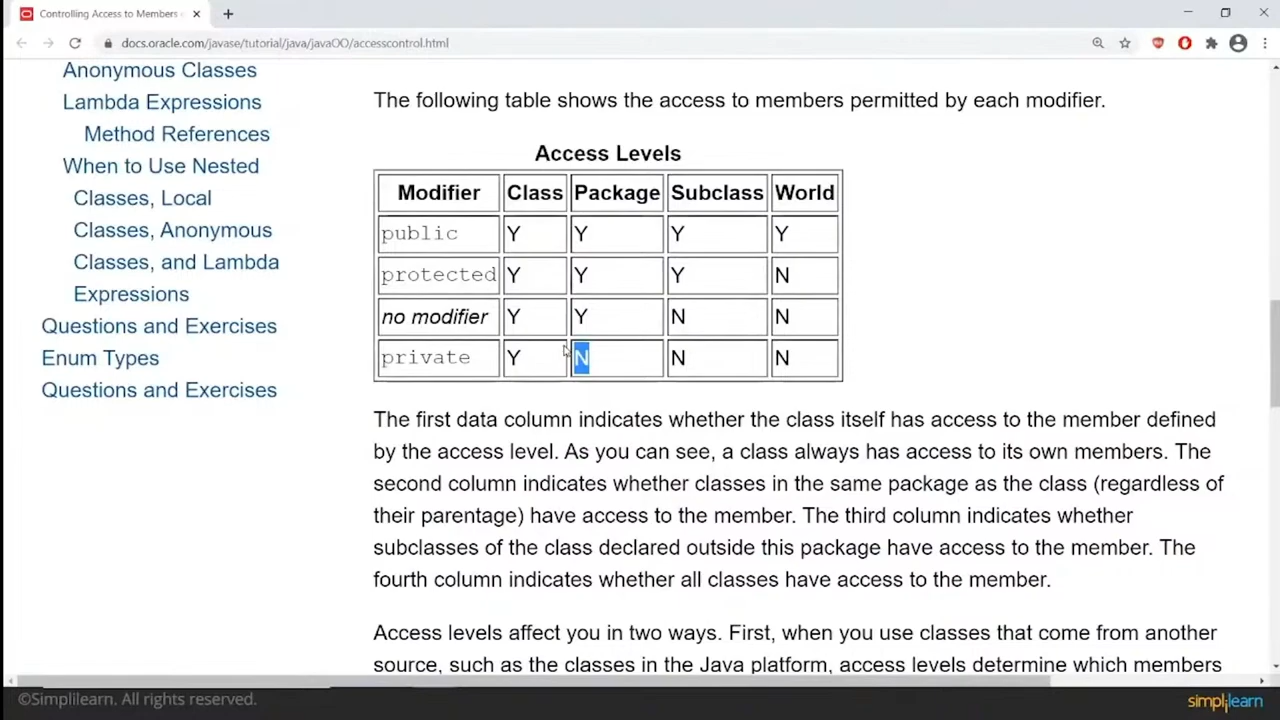 Controlling Access to Members
docs.oracle.com/javase/tutorial/java/javaOO/accesscontrol.html
Anonymous Classes
Lambda Expressions
Method References
When to Use Nested
Classes, Local
Classes, Anonymous
Classes, and Lambda
Expressions
Questions and Exercises
Enum Types
Questions and Exercises
The following table shows the access to members permitted by each modifier.
Access Levels
Modifier Class Package Subclass World
public Y Y Y Y
protected Y Y Y N
no modifier Y Y N N
private Y N N N
The first data column indicates whether the class itself has access to the member defined
by the access level. As you can see, a class always has access to its own members. The
second column indicates whether classes in the same package as the class (regardless of
their parentage) have access to the member. The third column indicates whether
subclasses of the class declared outside this package have access to the member. The
fourth column indicates whether all classes have access to the member.
Access levels affect you in two ways. First, when you use classes that come from another
source, such as the classes in the Java platform, access levels determine which members
©Simplilearn. All rights reserved.
simplilearn